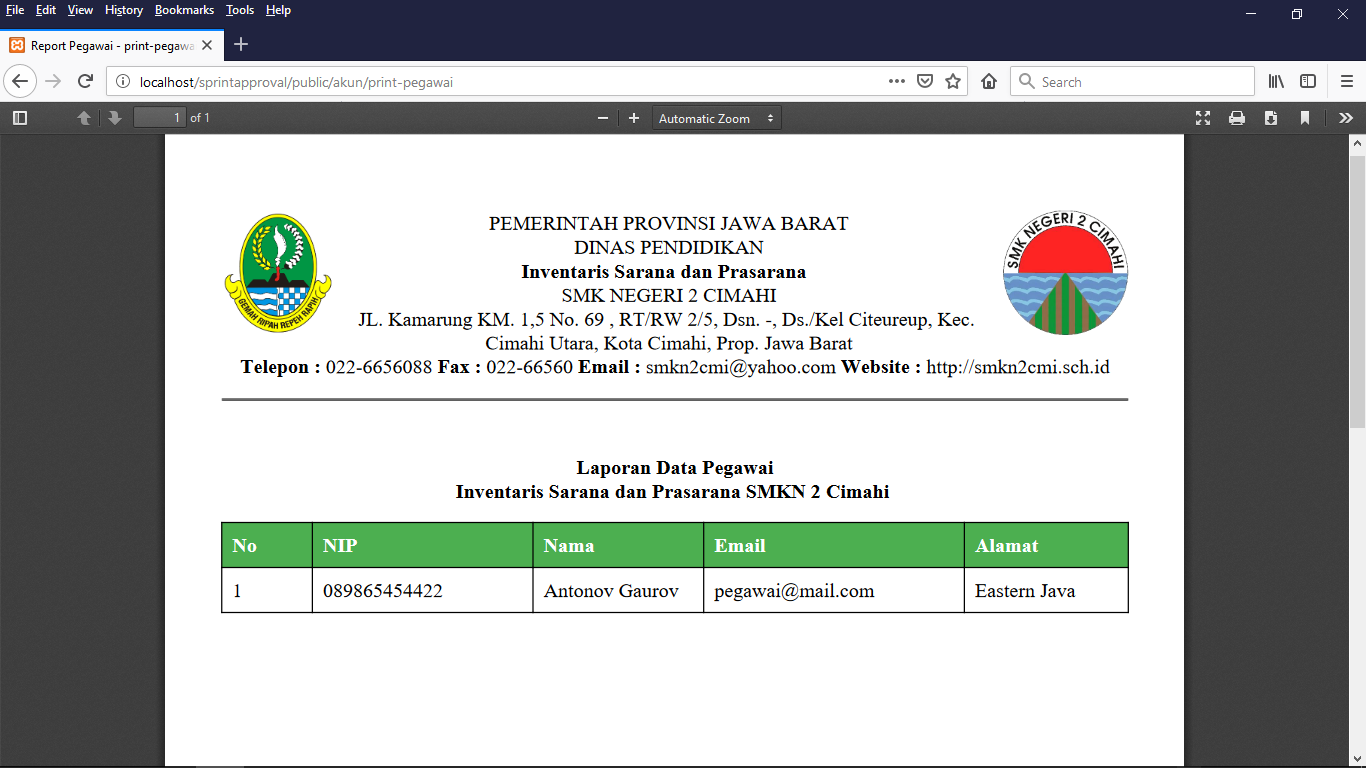 File Edit View History Bookmarks Tools Help
Report Pegawai - print-pegawa
localhost/sprintapproval/public/akun/print-pegawai
Search
1 of 1
Automatic Zoom
PEMERINTAH PROVINSI JAWA BARAT
DINAS PENDIDIKAN
Inventaris Sarana dan Prasarana
SMK NEGERI 2 CIMAHI
JL. Kamarung KM. 1,5 No. 69 , RT/RW 2/5, Dsn. -, Ds./Kel Citeureup, Kec.
Cimahi Utara, Kota Cimahi, Prop. Jawa Barat
Telepon : 022-6656088 Fax : 022-66560 Email : smkn2cmi@yahoo.com Website : http://smkn2cmi.sch.id
GEMAH RIPAH REPEH RAPIH
SMK NEGERI 2 CIMAHI
Laporan Data Pegawai
Inventaris Sarana dan Prasarana SMKN 2 Cimahi
No NIP Nama Email Alamat
1 089865454422 Antonov Gaurov pegawai@mail.com Eastern Java